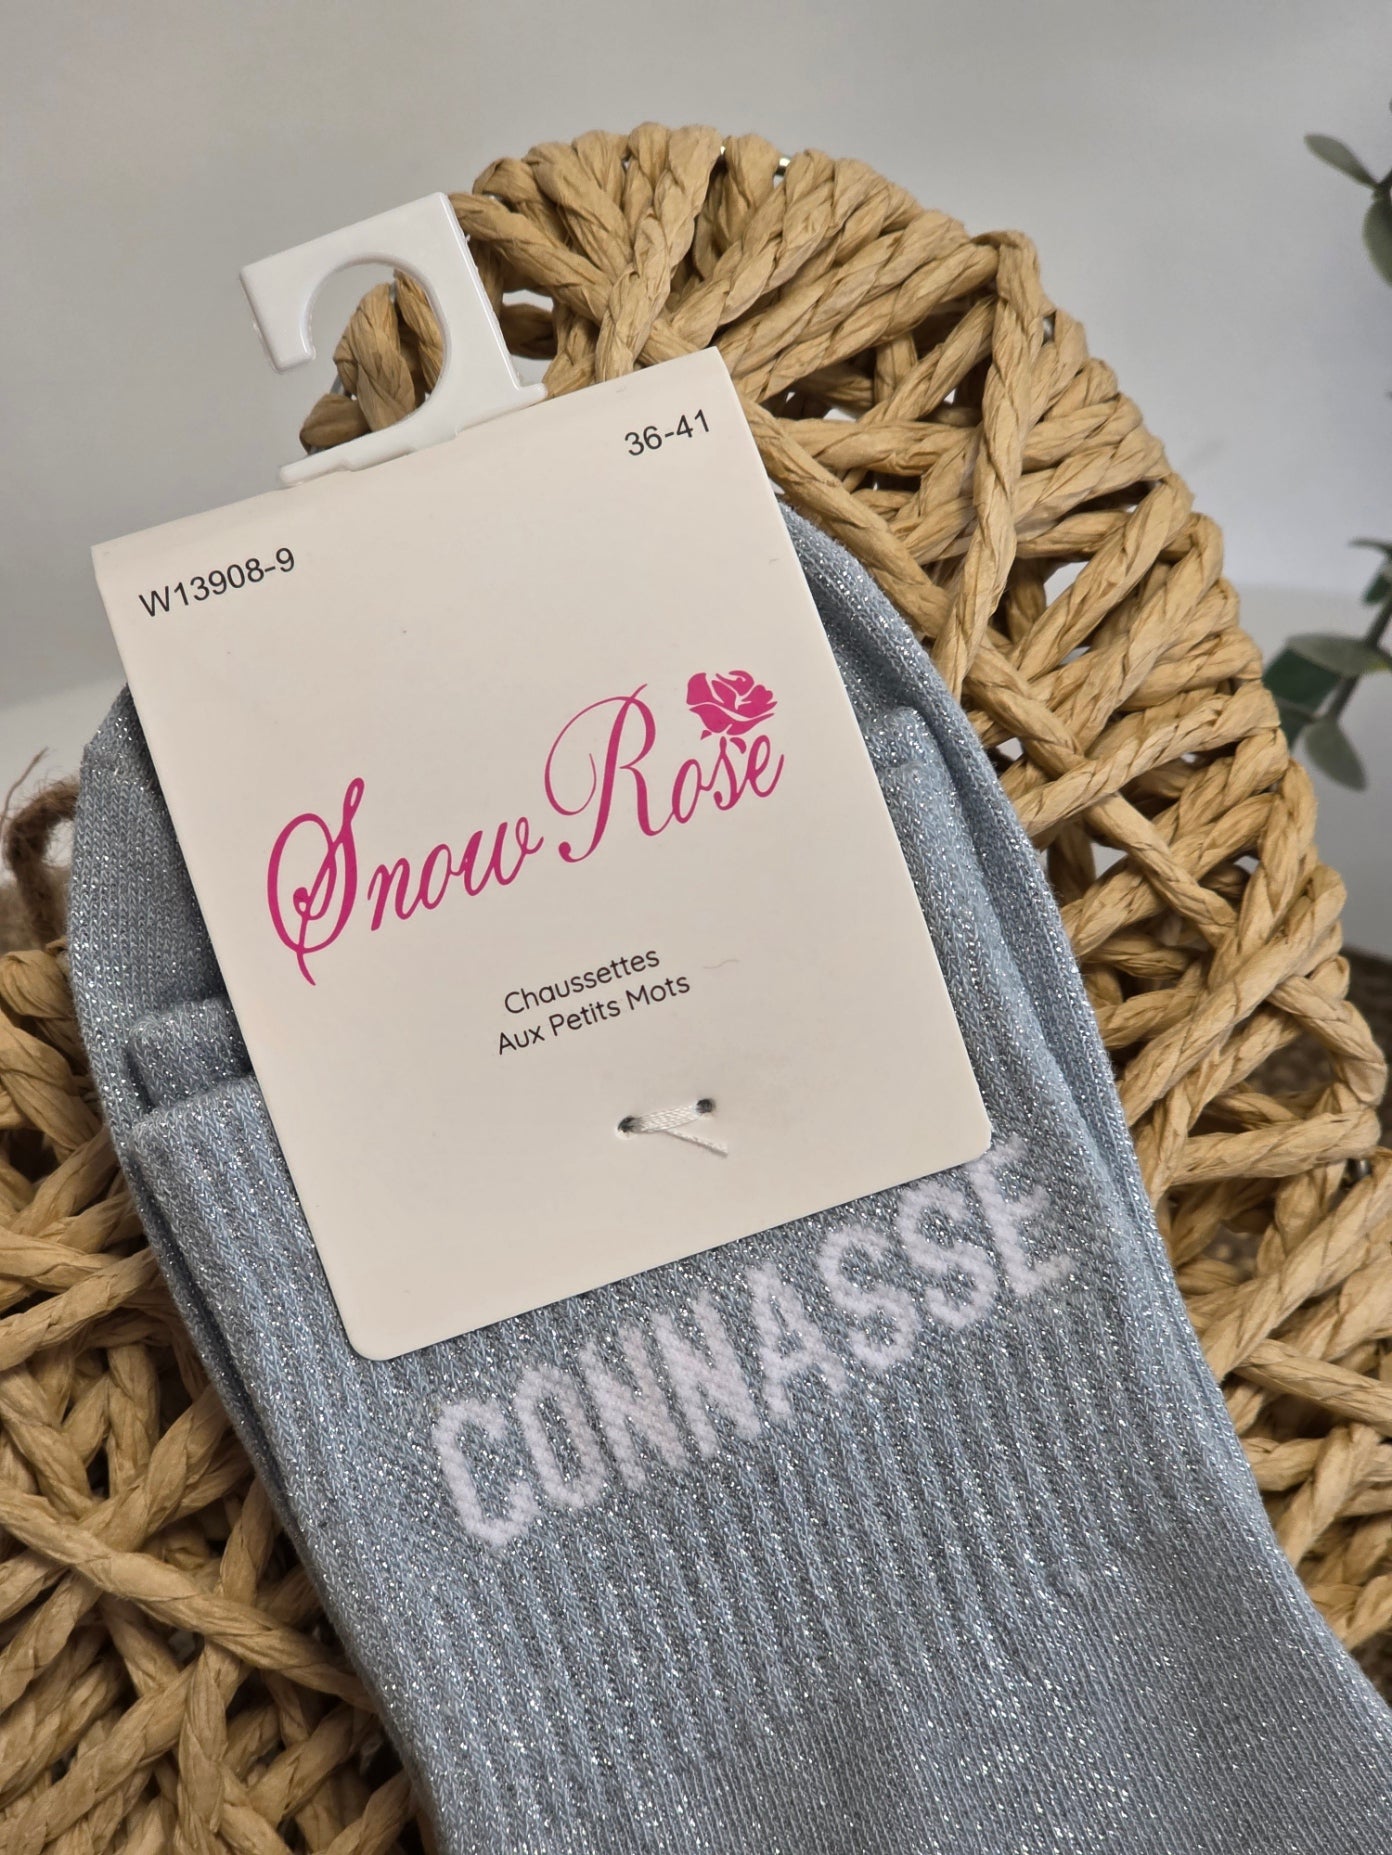 36-41
W13908-9
Snow Rose
Chaussettes
Aux Petits Mots
CONNASSE